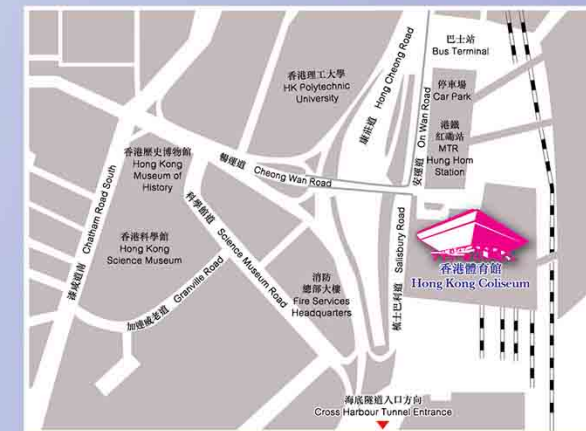 巴士站
Bus Terminal
香港理工大學
HK Polytechnic
University
康莊道 Hong Cheong Road
停車場
Car Park
安運道 On Wan Road
港鐵
紅磡站
MTR
Hung Hom
Station
香港歷史博物館
Hong Kong
Museum of
History
暢運道 Cheong Wan Road
漆咸道南 Chatham Road South
科學館道 Science Museum Road
香港科學館
Hong Kong
Science Museum
加連威老道 Granville Road
消防
總部大樓
Fire Services
Headquarters
梳士巴利道 Salisbury Road
香港體育館
Hong Kong Coliseum
海底隧道入口方向
Cross Harbour Tunnel Entrance